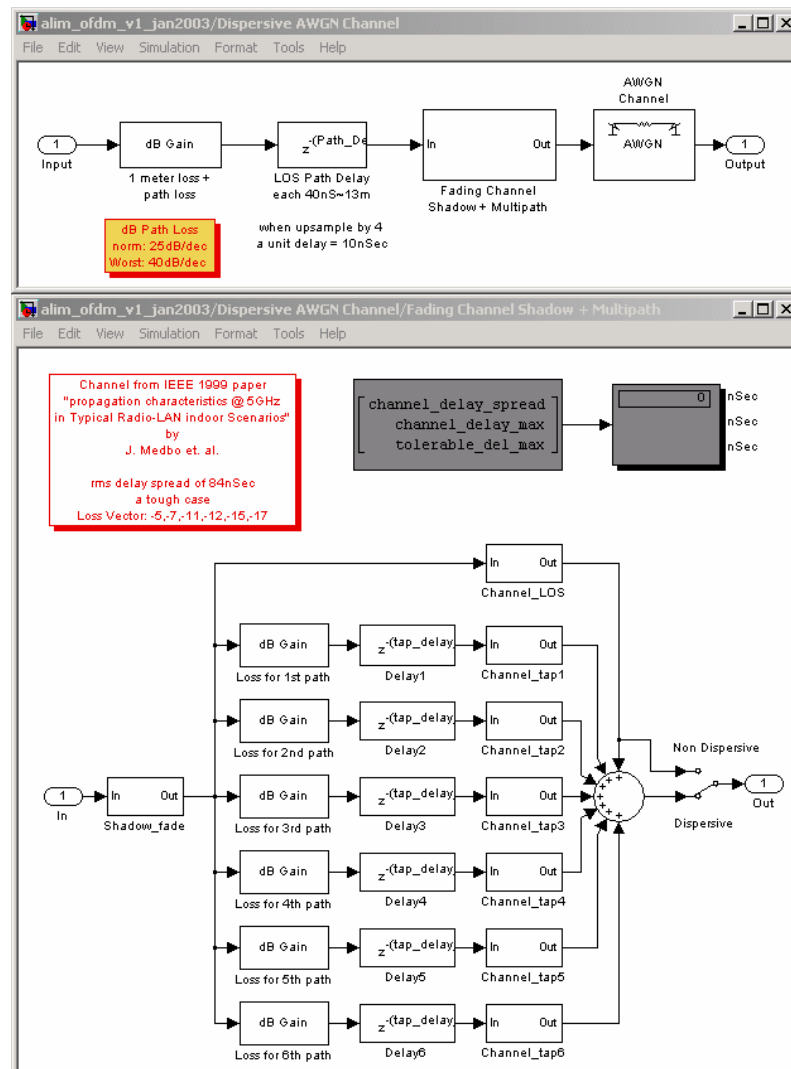 alim_ofdm_v1_jan2003/Dispersive AWGN Channel
File Edit View Simulation Format Tools Help
AWGN
Channel
1
Input
dB Gain
1 meter loss +
path loss
z-(Path_De
LOS Path Delay
each 40nS~13m
In Out
Fading Channel
Shadow + Multipath
AWGN
1
Output
dB Path Loss
norm: 25dB/dec
Worst: 40dB/dec
when upsample by 4
a unit delay = 10nSec
alim_ofdm_v1_jan2003/Dispersive AWGN Channel/Fading Channel Shadow + Multipath
File Edit View Simulation Format Tools Help
Channel from IEEE 1999 paper
"propagation characteristics @ 5GHz
in Typical Radio-LAN indoor Scenarios"
by
J. Medbo et. al.
rms delay spread of 84nSec
a tough case
Loss Vector: -5,-7,-11,-12,-15,-17
channel_delay_spread
channel_delay_max
tolerable_del_max
0
nSec
nSec
nSec
In Out
Channel_LOS
dB Gain
Loss for 1st path
z-(tap_delay
Delay1
In Out
Channel_tap1
dB Gain
Loss for 2nd path
z-(tap_delay
Delay2
In Out
Channel_tap2
1
In
In Out
Shadow_fade
dB Gain
Loss for 3rd path
z-(tap_delay
Delay3
In Out
Channel_tap3
+ + + + + + +
Non Dispersive
Dispersive
1
Out
dB Gain
Loss for 4th path
z-(tap_delay
Delay4
In Out
Channel_tap4
dB Gain
Loss for 5th path
z-(tap_delay
Delay5
In Out
Channel_tap5
dB Gain
Loss for 6th path
z-(tap_delay
Delay6
In Out
Channel_tap6